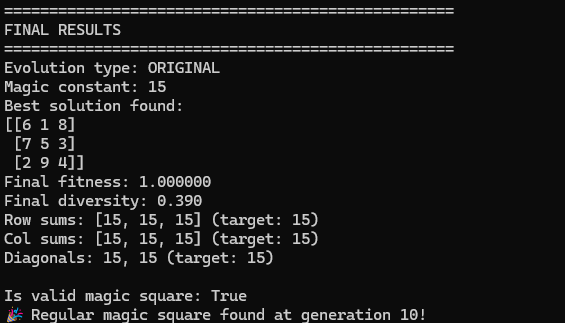 ==================================================
FINAL RESULTS
==================================================
Evolution type: ORIGINAL
Magic constant: 15
Best solution found:
[[6 1 8]
 [7 5 3]
 [2 9 4]]
Final fitness: 1.000000
Final diversity: 0.390
Row sums: [15, 15, 15] (target: 15)
Col sums: [15, 15, 15] (target: 15)
Diagonals: 15, 15 (target: 15)
Is valid magic square: True
🎉 Regular magic square found at generation 10!